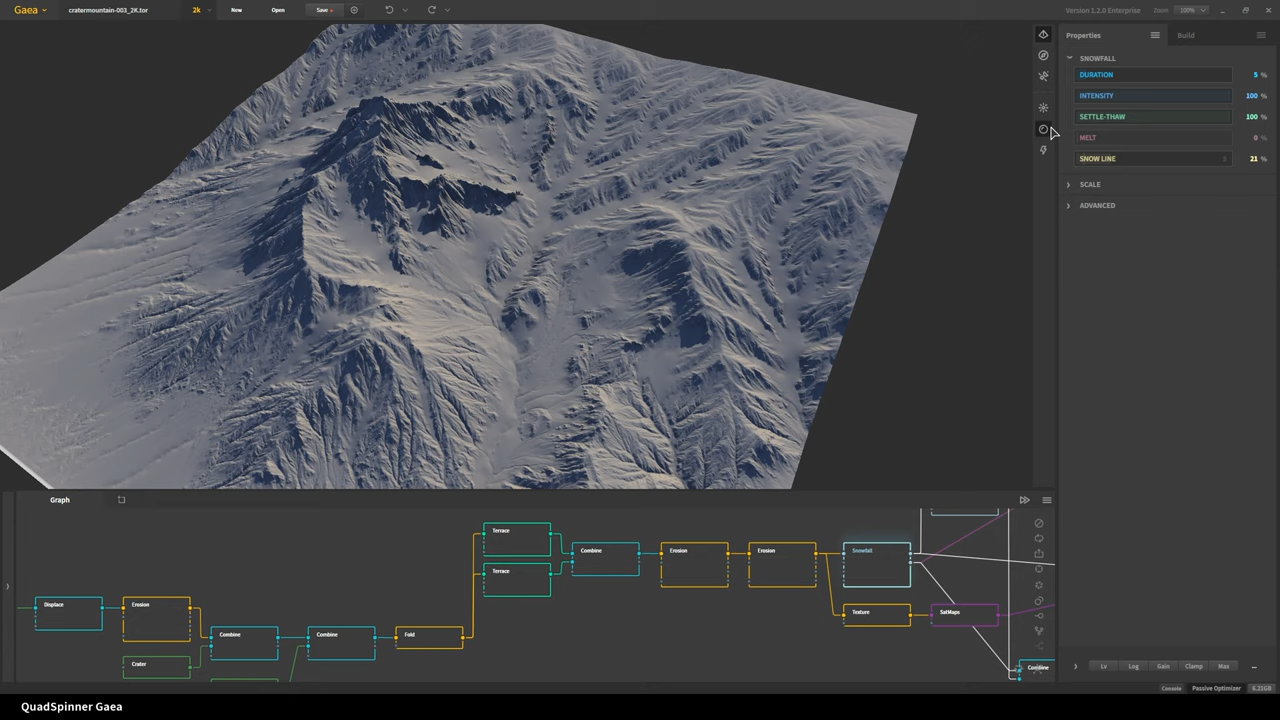 Gaea
cratermountain-003_2K.tor
2k
New
Open
Save
Version 1.2.0 Enterprise
Zoom
100%
Properties
Build
SNOWFALL
DURATION 5 %
INTENSITY 100 %
SETTLE-THAW 100 %
MELT 0 %
SNOW LINE S 21 %
SCALE
ADVANCED
Graph
Terrace
Terrace
Combine
Erosion
Erosion
Snowfall
Displace
Erosion
Texture
SatMaps
Combine
Combine
Fold
Crater
Combine
Lv
Log
Gain
Clamp
Max
Console
Passive Optimizer
6.21GB
QuadSpinner Gaea